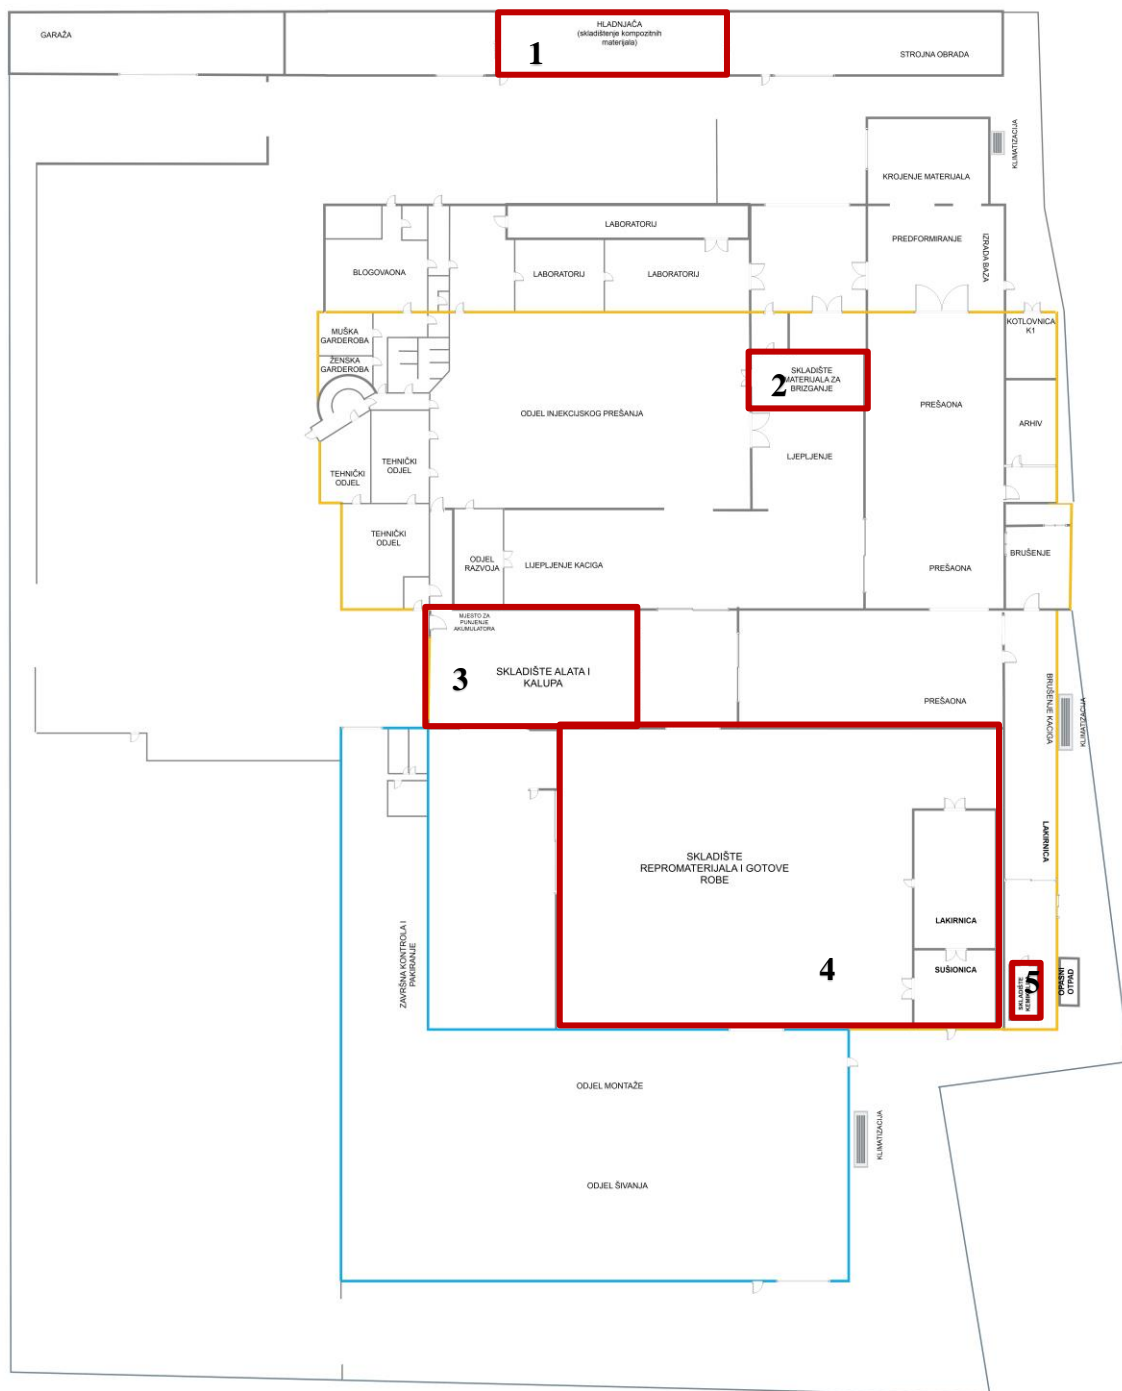 GARAŽA
HLADNJAČA
(skladištenje kompozitnih
materijala)
1
STROJNA OBRADA
KLIMATIZACIJA
KROJENJE MATERIJALA
LABORATORIJ
PREDFORMIRANJE
IZRADA BAZA
BLOGOVAONA
LABORATORIJ
LABORATORIJ
MUŠKA
GARDEROBA
ŽENSKA
GARDEROBA
KOTLOVNICA
K1
2
SKLADIŠTE
MATERIJALA ZA
BRIZGANJE
ODJEL INJEKCIJSKOG PREŠANJA
PREŠAONA
ARHIV
LJEPLJENJE
TEHNIČKI
ODJEL
TEHNIČKI
ODJEL
TEHNIČKI
ODJEL
ODJEL
RAZVOJA
LIJEPLJENJE KACIGA
PREŠAONA
BRUŠENJE
MJESTO ZA
PUNJENJE
AKUMULATORA
3
SKLADIŠTE ALATA I
KALUPA
PREŠAONA
BRUŠENJE KACIGA
KLIMATIZACIJA
SKLADIŠTE
REPROMATERIJALA I GOTOVE
ROBE
LAKIRNICA
LAKIRNICA
ZAVRŠNA KONTROLA I
PAKIRANJE
4
SUŠIONICA
SKLADIŠTE
5
OPASNI
OTPAD
ODJEL MONTAŽE
KLIMATIZACIJA
ODJEL ŠIVANJA